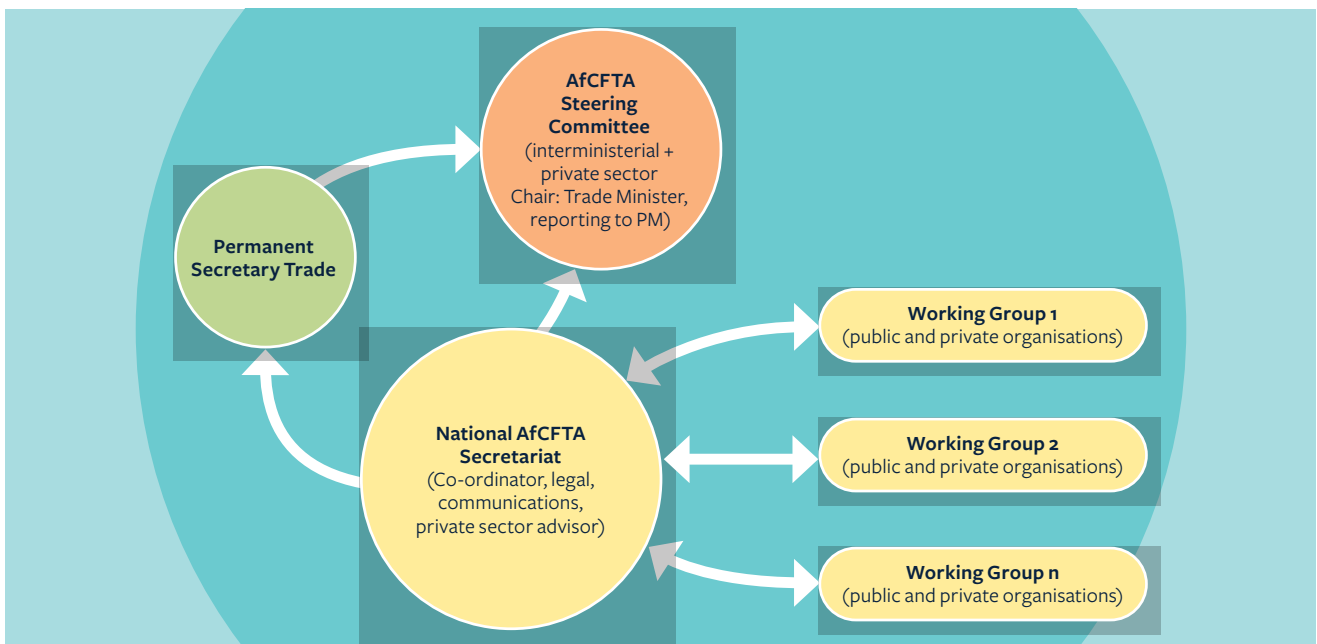 AfCFTA
Steering
Committee
(interministerial +
private sector
Chair: Trade Minister,
reporting to PM)
Permanent
Secretary Trade
National AfCFTA
Secretariat
(Co-ordinator, legal,
communications,
private sector advisor)
Working Group 1
(public and private organisations)
Working Group 2
(public and private organisations)
Working Group n
(public and private organisations)